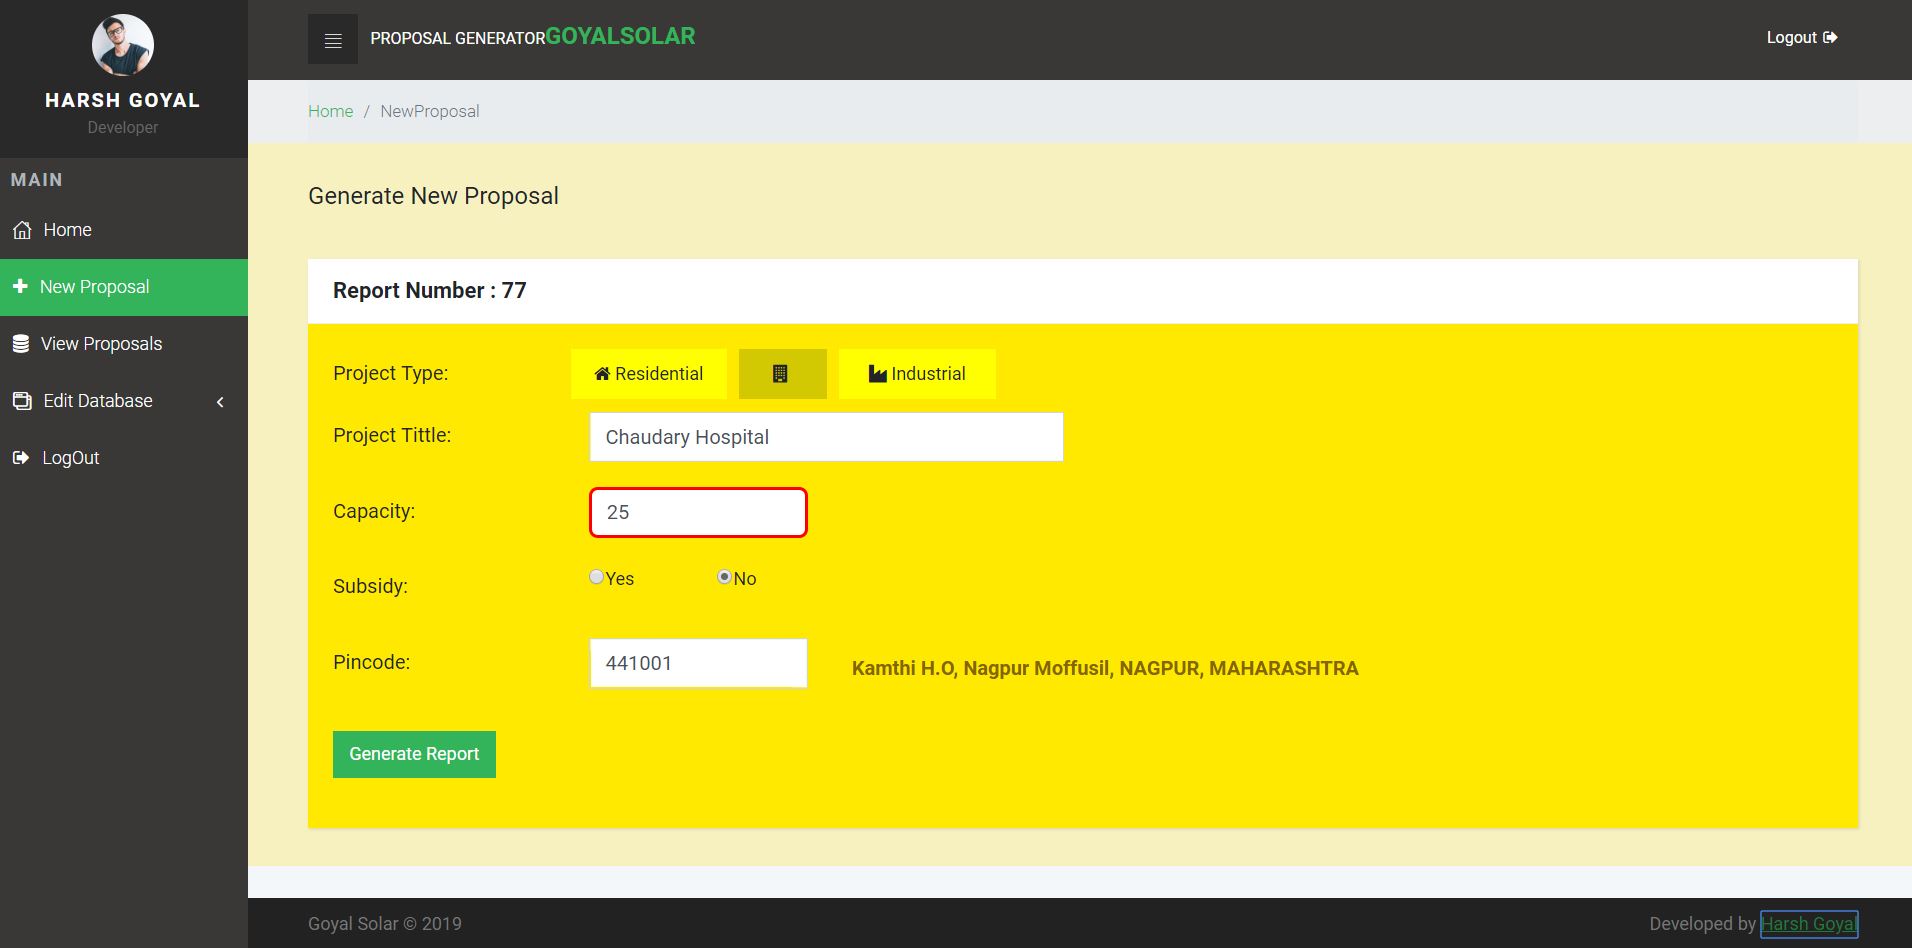 HARSH GOYAL
Developer
MAIN
Home
New Proposal
View Proposals
Edit Database
LogOut
PROPOSAL GENERATORGOYALSOLAR
Logout
Home / NewProposal
Generate New Proposal
Report Number : 77
Project Type: Residential Industrial
Project Tittle: Chaudary Hospital
Capacity: 25
Subsidy: Yes No
Pincode: 441001 Kamthi H.O, Nagpur Moffusil, NAGPUR, MAHARASHTRA
Generate Report
Goyal Solar © 2019
Developed by Harsh Goyal